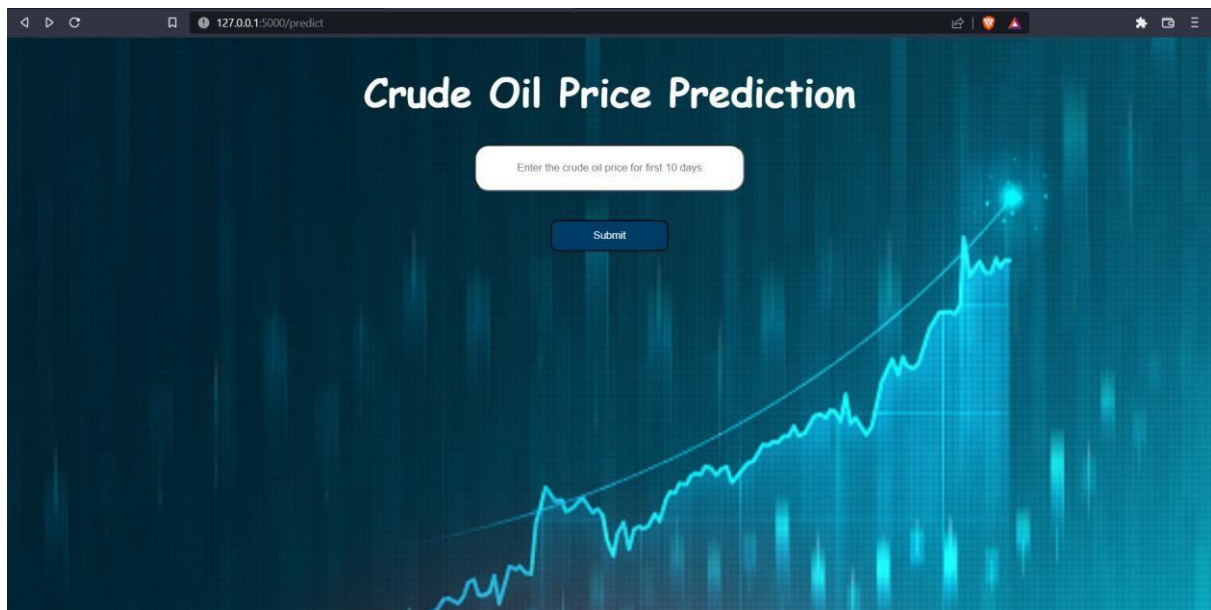 127.0.0.1:5000/predict
Crude Oil Price Prediction
Enter the crude oil price for first 10 days
Submit